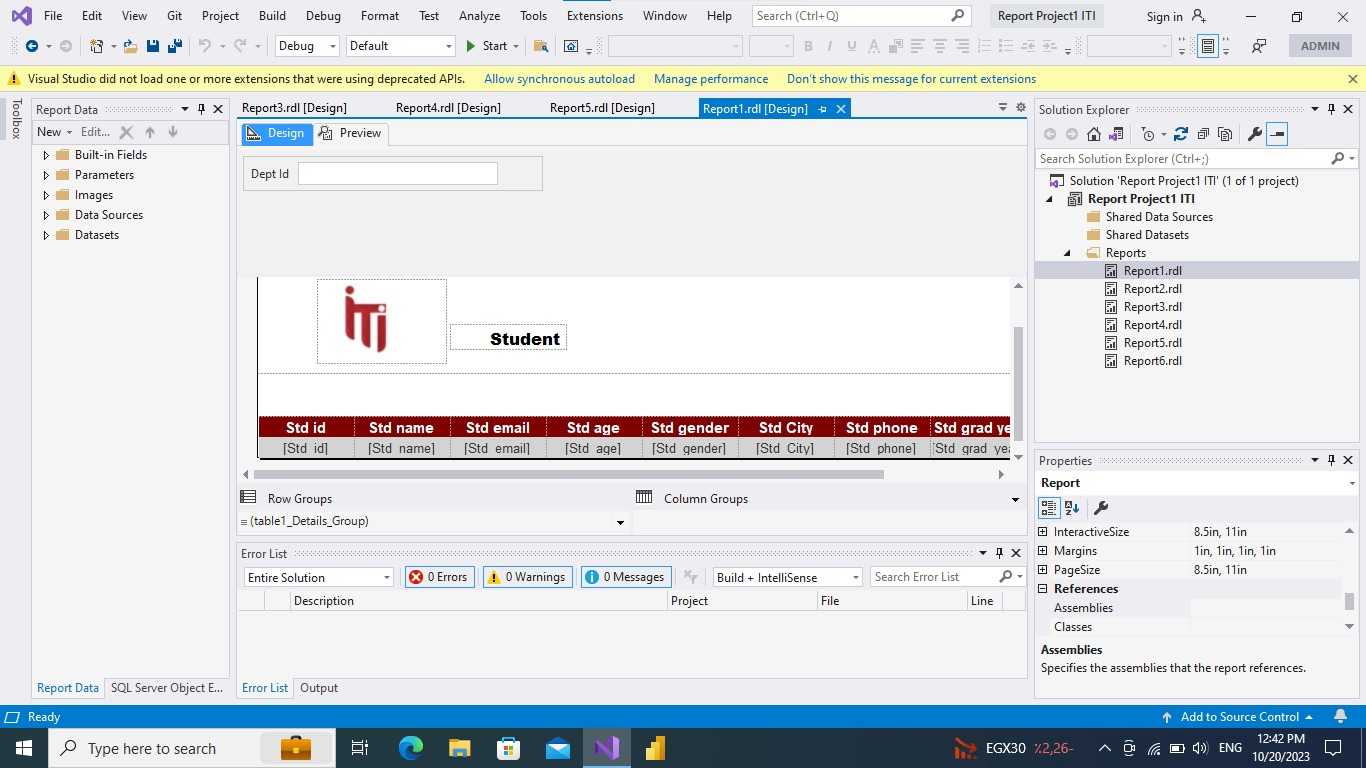 File Edit View Git Project Build Debug Format Test Analyze Tools Extensions Window Help Search (Ctrl+Q) Report Project1 ITI Sign in
Debug Default Start B I U A ADMIN
Visual Studio did not load one or more extensions that were using deprecated APIs. Allow synchronous autoload Manage performance Don't show this message for current extensions
Toolbox
Report Data
New Edit...
Built-in Fields
Parameters
Images
Data Sources
Datasets
Report Data SQL Server Object E...
Report3.rdl [Design] Report4.rdl [Design] Report5.rdl [Design] Report1.rdl [Design]
Design Preview
Dept Id
iTi
Student
Std id Std name Std email Std age Std gender Std City Std phone Std grad ye
[Std_id] [Std_name] [Std_email] [Std_age] [Std_gender] [Std_City] [Std_phone] [Std_grad_yea
Row Groups Column Groups
(table1_Details_Group)
Error List
Entire Solution 0 Errors 0 Warnings 0 Messages Build + IntelliSense Search Error List
Description Project File Line
Error List Output
Solution Explorer
Search Solution Explorer (Ctrl+;)
Solution 'Report Project1 ITI' (1 of 1 project)
Report Project1 ITI
Shared Data Sources
Shared Datasets
Reports
Report1.rdl
Report2.rdl
Report3.rdl
Report4.rdl
Report5.rdl
Report6.rdl
Properties
Report
InteractiveSize 8.5in, 11in
Margins 1in, 1in, 1in, 1in
PageSize 8.5in, 11in
References
Assemblies
Classes
Assemblies
Specifies the assemblies that the report references.
Ready Add to Source Control
Type here to search EGX30 ٪2,26- ENG 12:42 PM
10/20/2023